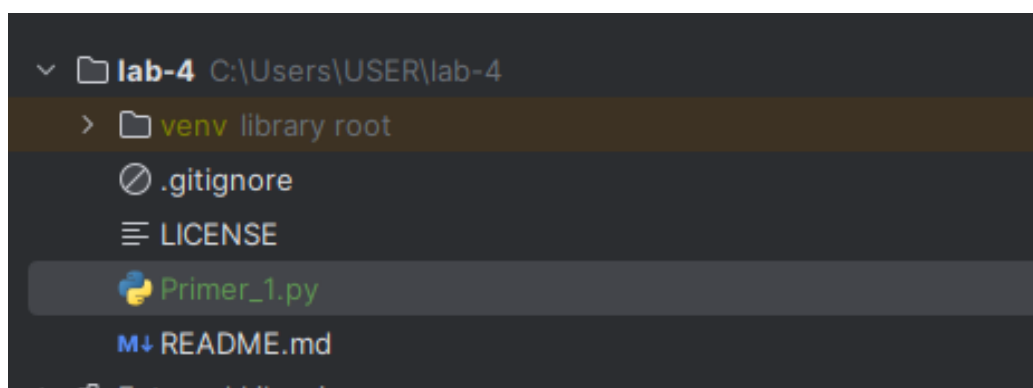 lab-4 C:\Users\USER\lab-4
venv library root
.gitignore
LICENSE
Primer_1.py
M↓ README.md